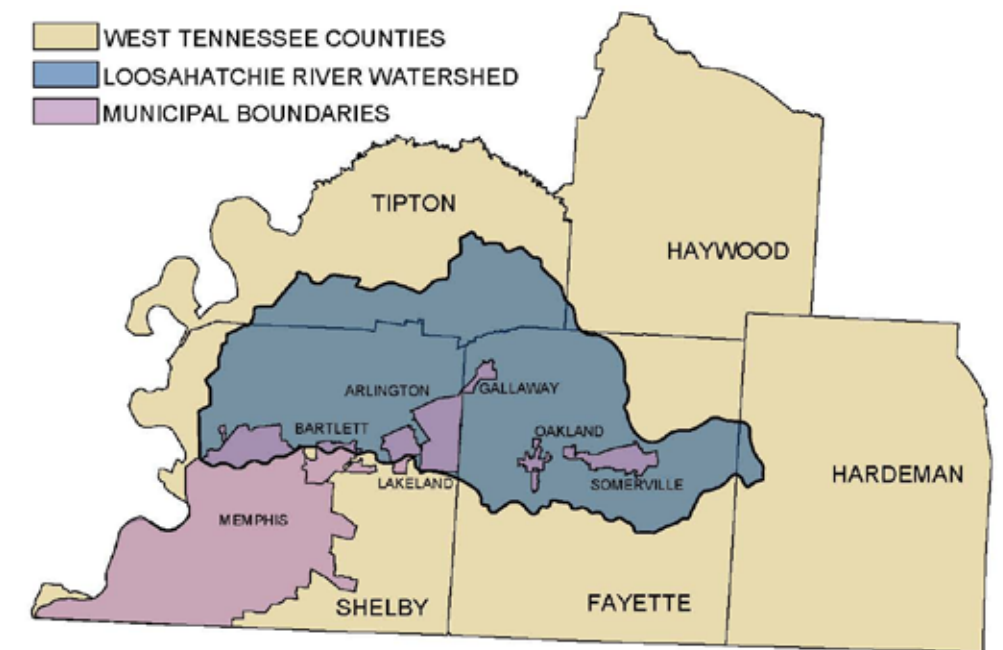 WEST TENNESSEE COUNTIES
LOOSAHATCHIE RIVER WATERSHED
MUNICIPAL BOUNDARIES
TIPTON
HAYWOOD
ARLINGTON
GALLAWAY
BARTLETT
OAKLAND
LAKELAND
SOMERVILLE
HARDEMAN
MEMPHIS
SHELBY
FAYETTE